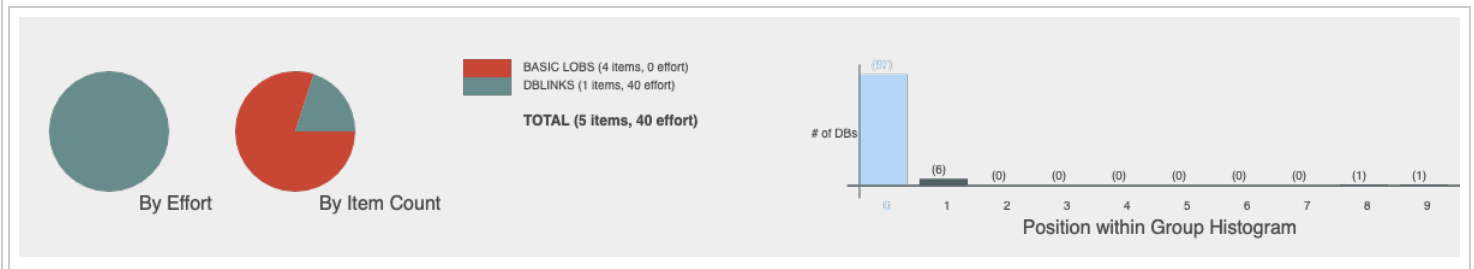 BASIC LOBS (4 items, 0 effort)
DBLINKS (1 items, 40 effort)
TOTAL (5 items, 40 effort)
By Effort
By Item Count
# of DBs
(6)
(0)
(0)
(0)
(0)
(0)
(0)
(1)
(1)
1
2
3
4
5
6
7
8
9
Position within Group Histogram